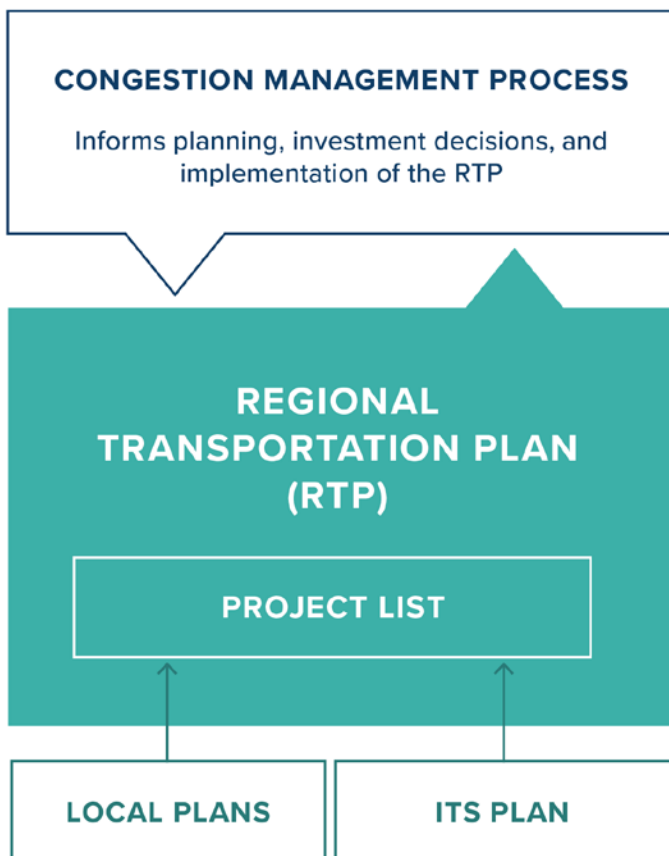 CONGESTION MANAGEMENT PROCESS
Informs planning, investment decisions, and
implementation of the RTP
REGIONAL
TRANSPORTATION PLAN
(RTP)
PROJECT LIST
LOCAL PLANS
ITS PLAN